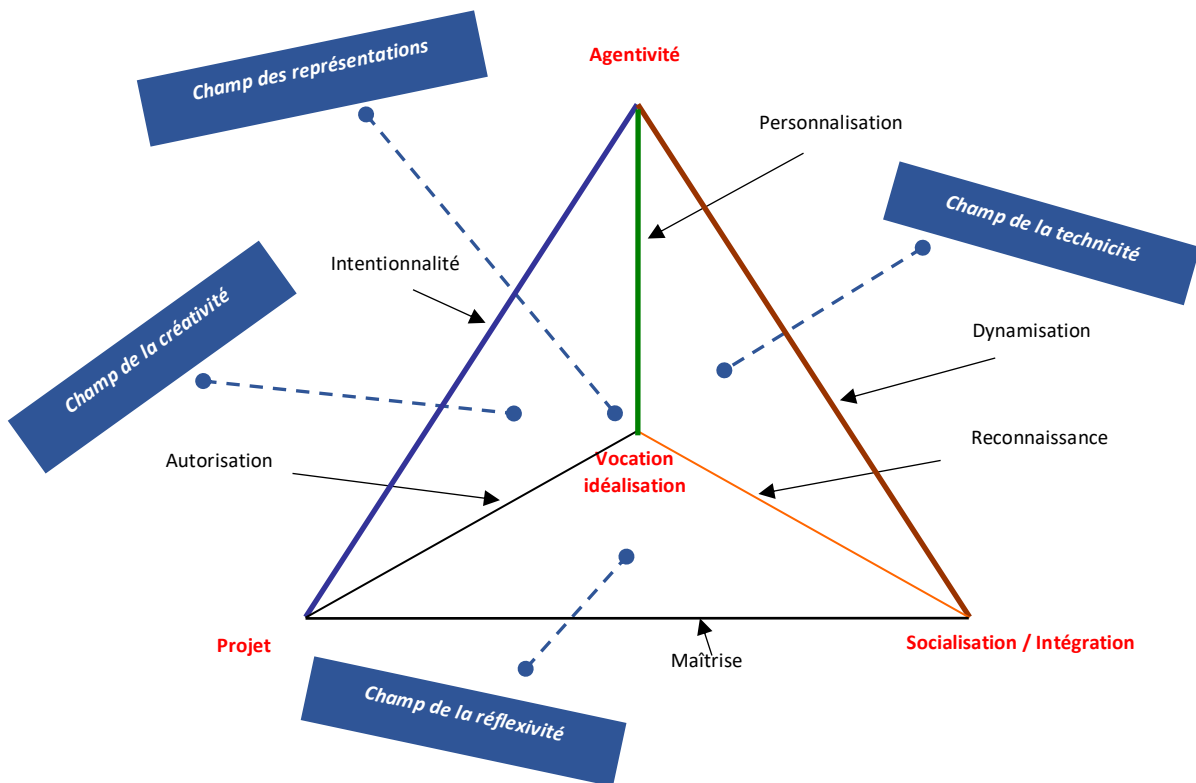 Champ des représentations
Agentivité
Personnalisation
Champ de la technicité
Intentionnalité
Champ de la créativité
Dynamisation
Autorisation
Vocation
idéalisation
Reconnaissance
Projet
Socialisation / Intégration
Maîtrise
Champ de la réflexivité